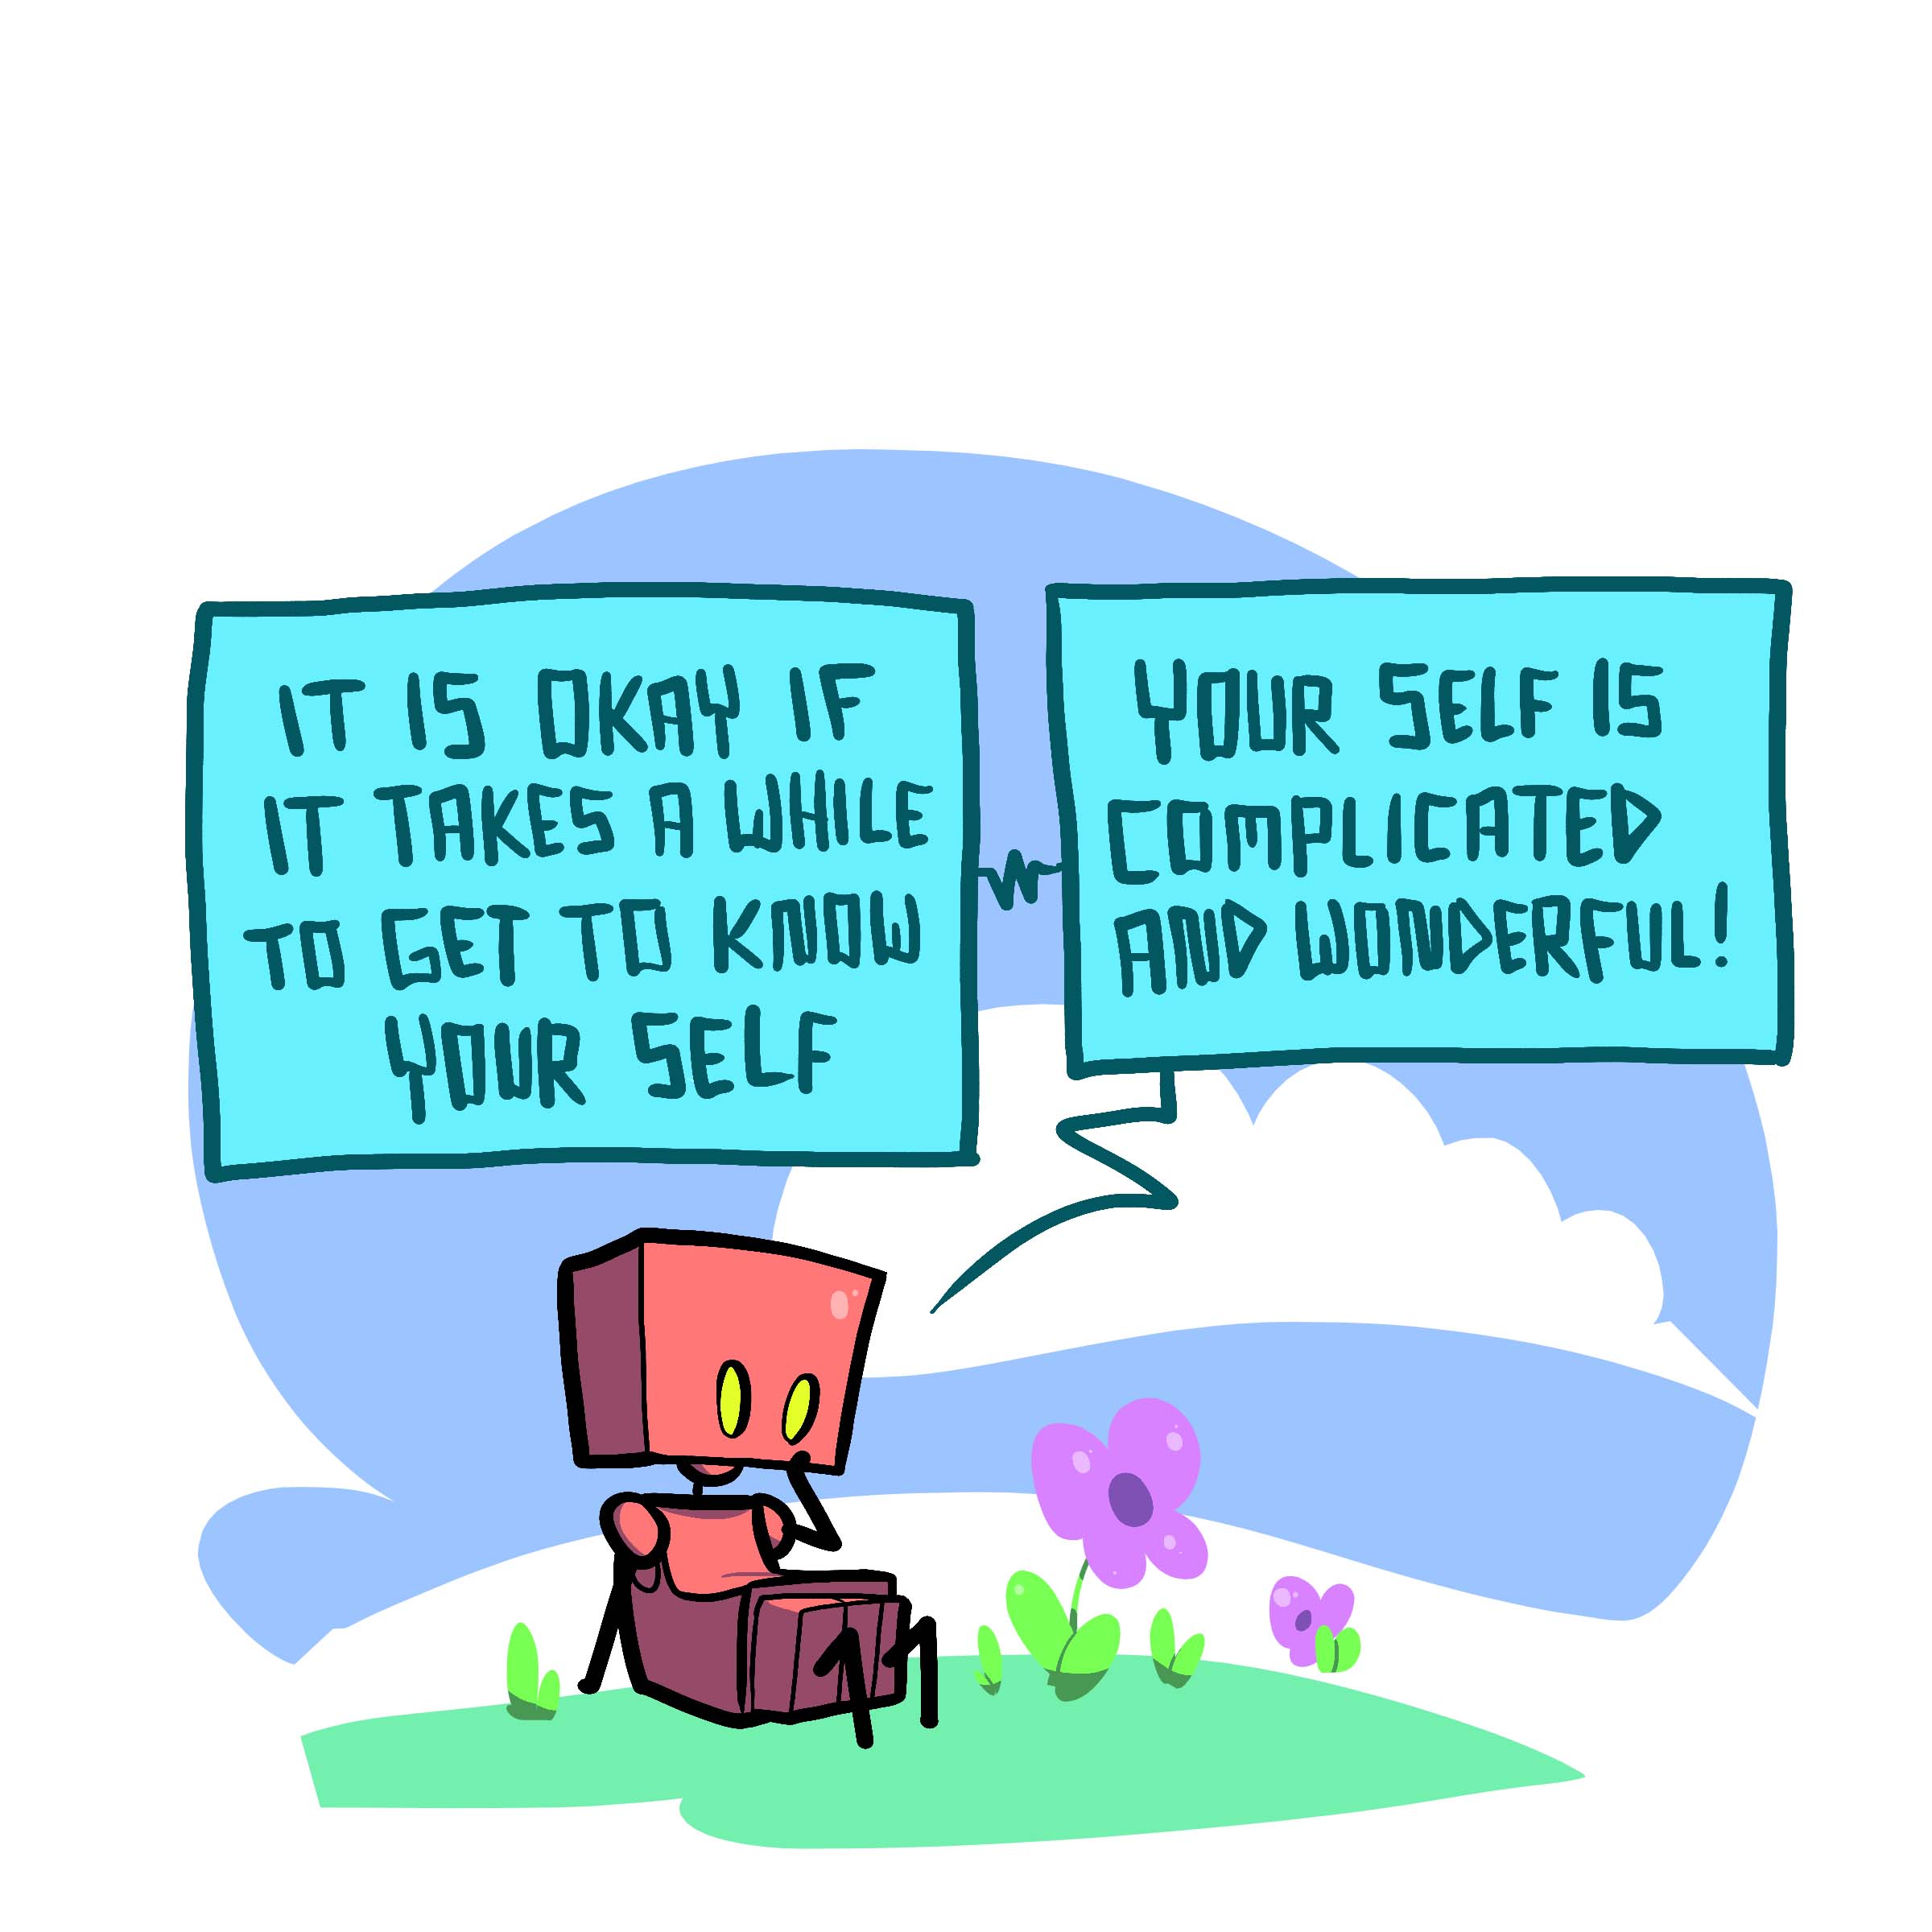 IT IS OKAY IF
IT TAKES A WHILE
TO GET TO KNOW
YOUR SELF
YOUR SELF IS
COMPLICATED
AND WONDERFUL!